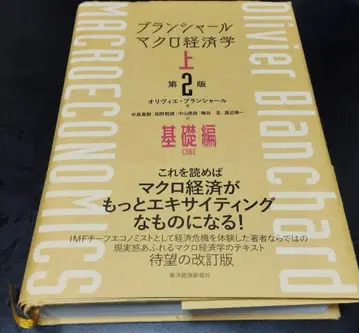 MACROECONOMICS
Olivier Blanchard
ブランシャール
マクロ経済学
上
第2版
オリヴィエ・ブランシャール
著
訳
基礎編
CORE
これを読めば
マクロ経済が
もっとエキサイティング
なものになる!
IMFチーフエコノミストとして経済危機を体験した著者ならではの
現実感あふれるマクロ経済学のテキスト
待望の改訂版
東洋経済新報社